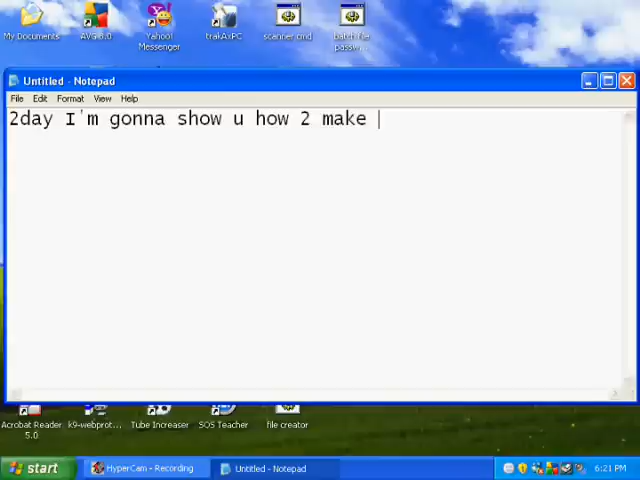 My Documents
AVG 8.0
Yahoo!
Messenger
trakAxPC
scanner cmd
batch file
passw...
Untitled - Notepad
File Edit Format View Help
2day I'm gonna show u how 2 make
Acrobat Reader
5.0
k9-webprot...
Tube Increaser
SOS Teacher
file creator
start
HyperCam - Recording
Untitled - Notepad
6:21 PM